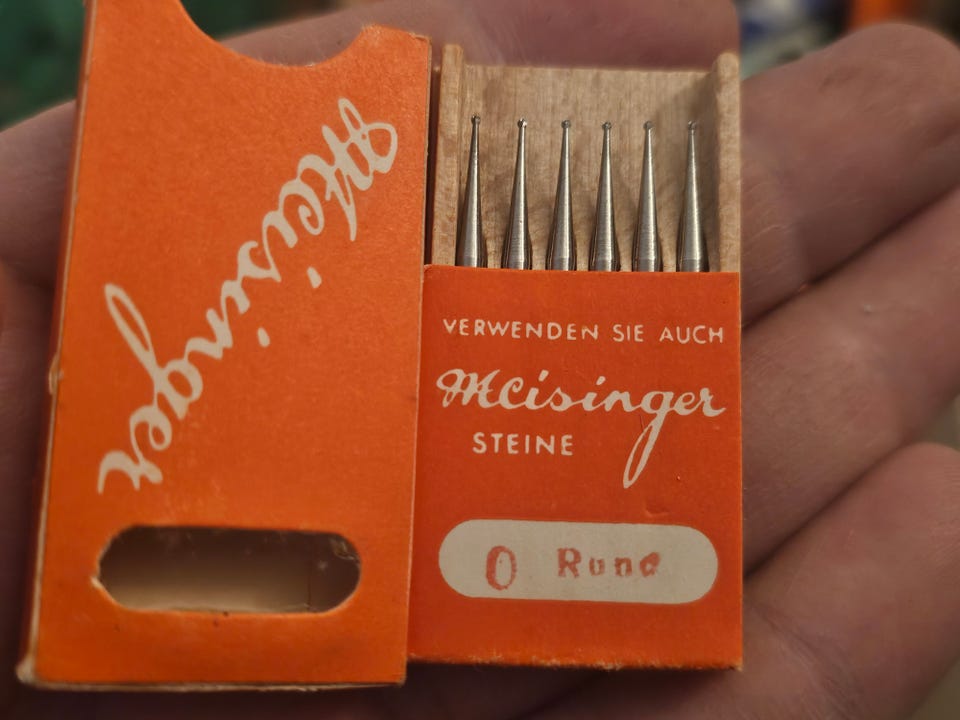 Meisinger
VERWENDEN SIE AUCH
Meisinger
STEINE
0 Rund